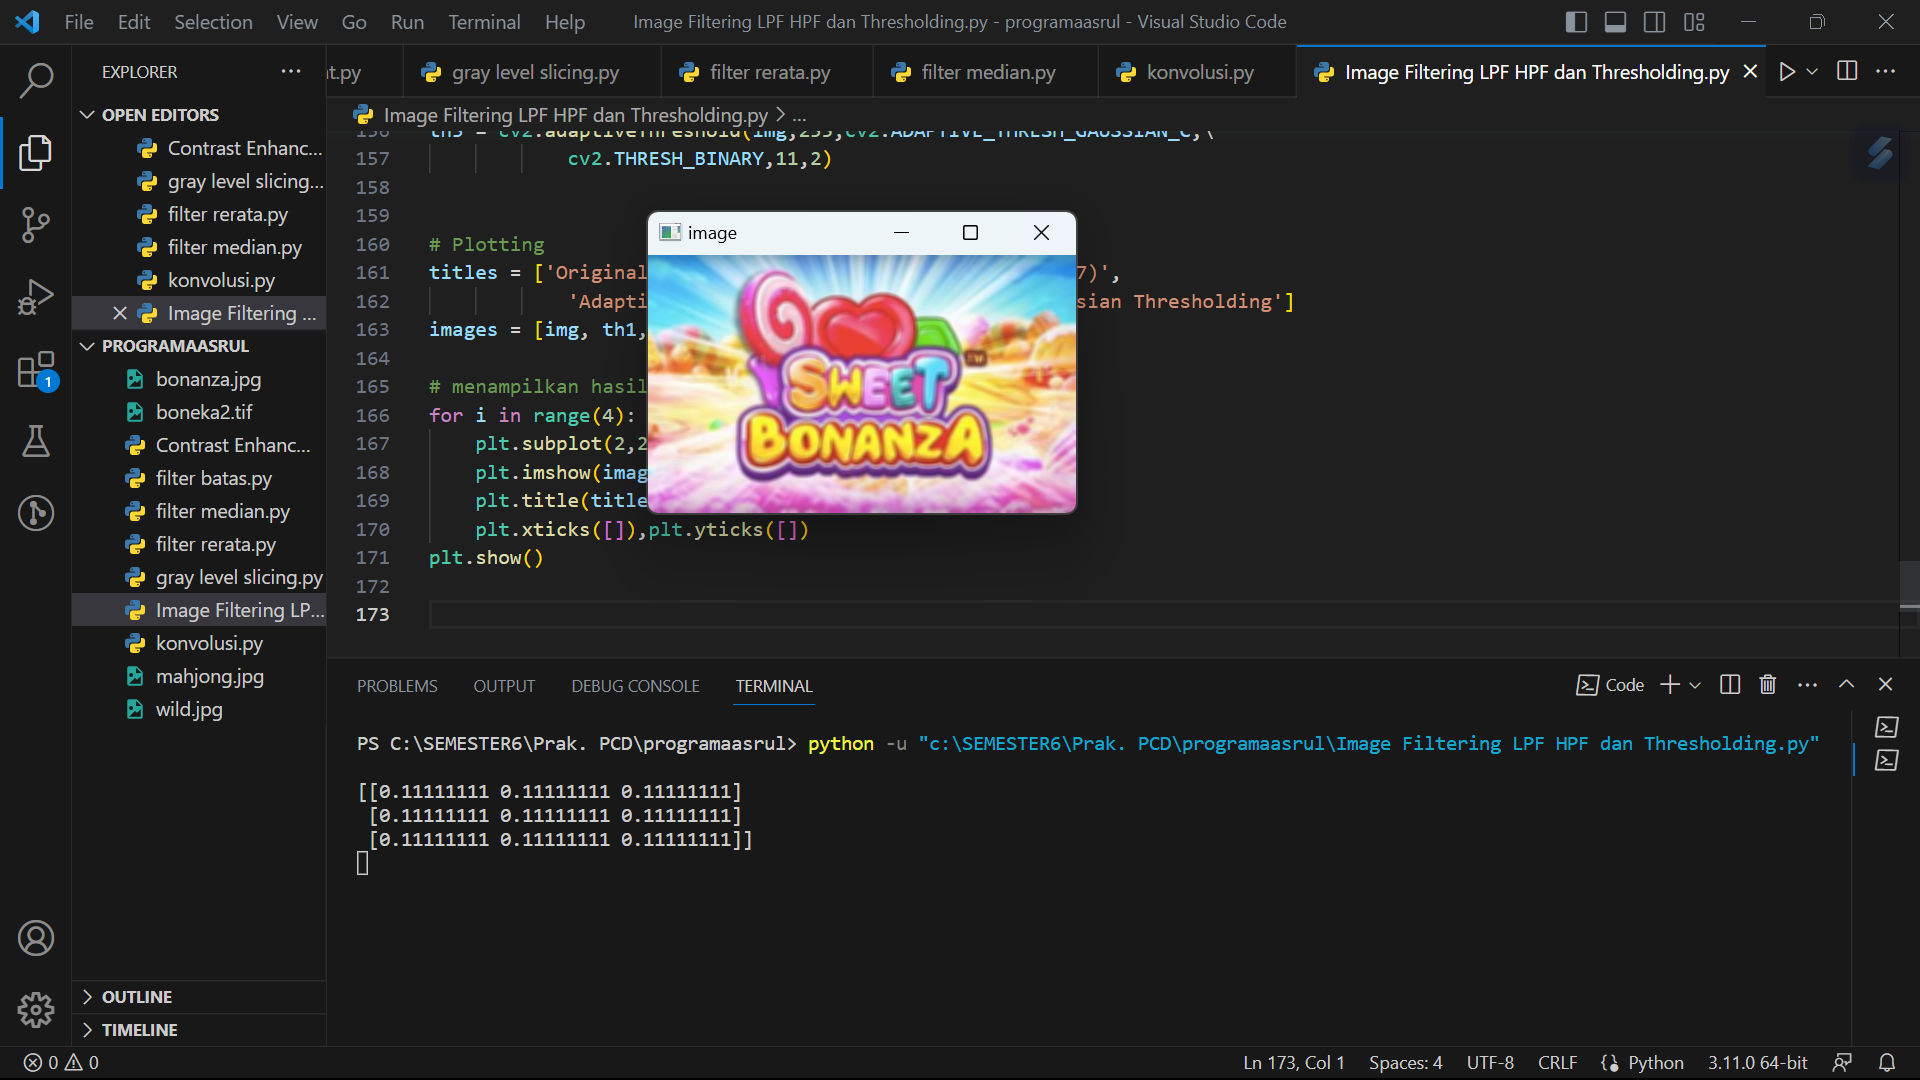 File Edit Selection View Go Run Terminal Help
Image Filtering LPF HPF dan Thresholding.py - programaasrul - Visual Studio Code
EXPLORER
OPEN EDITORS
Contrast Enhanc...
gray level slicing...
filter rerata.py
filter median.py
konvolusi.py
Image Filtering ...
PROGRAMAASRUL
bonanza.jpg
boneka2.tif
Contrast Enhanc...
filter batas.py
filter median.py
filter rerata.py
gray level slicing.py
Image Filtering LP...
konvolusi.py
mahjong.jpg
wild.jpg
OUTLINE
TIMELINE
1
t.py gray level slicing.py filter rerata.py filter median.py konvolusi.py Image Filtering LPF HPF dan Thresholding.py
Image Filtering LPF HPF dan Thresholding.py > ...
156 th3 = cv2.adaptiveThreshold(img,255,cv2.ADAPTIVE_THRESH_GAUSSIAN_C,\
157 cv2.THRESH_BINARY,11,2)
158
159
160 # Plotting
161 titles = ['Original 7)',
162 'Adapti sian Thresholding']
163 images = [img, th1,
164
165 # menampilkan hasil
166 for i in range(4):
167 plt.subplot(2,2
168 plt.imshow(imag
169 plt.title(title
170 plt.xticks([]),plt.yticks([])
171 plt.show()
172
173
image
SWEET
BONANZA
PROBLEMS OUTPUT DEBUG CONSOLE TERMINAL
Code
PS C:\SEMESTER6\Prak. PCD\programaasrul> python -u "c:\SEMESTER6\Prak. PCD\programaasrul\Image Filtering LPF HPF dan Thresholding.py"
[[0.11111111 0.11111111 0.11111111]
[0.11111111 0.11111111 0.11111111]
[0.11111111 0.11111111 0.11111111]]
0 0
Ln 173, Col 1 Spaces: 4 UTF-8 CRLF Python 3.11.0 64-bit